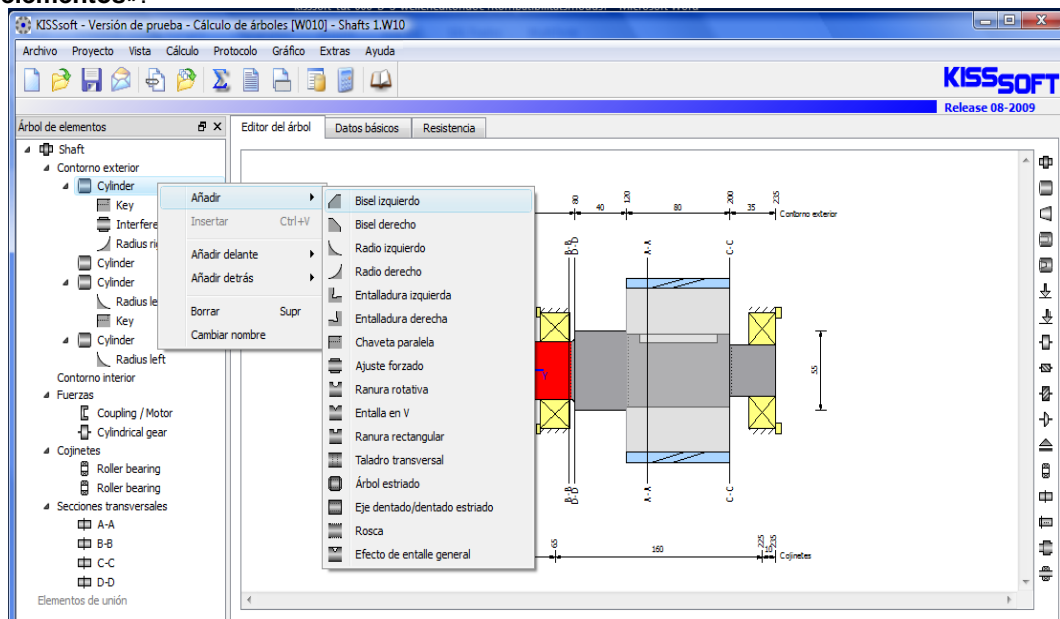 elementos».
KISSsoft - Versión de prueba - Cálculo de árboles [W010] - Shafts 1.W10
Archivo Proyecto Vista Cálculo Protocolo Gráfico Extras Ayuda
KISSsoft
Release 08-2009
Árbol de elementos
Editor del árbol Datos básicos Resistencia
Shaft
Contorno exterior
Cylinder
Key
Interfere
Radius ri
Cylinder
Cylinder
Radius le
Key
Cylinder
Radius left
Contorno interior
Fuerzas
Coupling / Motor
Cylindrical gear
Cojinetes
Roller bearing
Roller bearing
Secciones transversales
A-A
B-B
C-C
D-D
Elementos de unión
Añadir
Insertar Ctrl+V
Añadir delante
Añadir detrás
Borrar Supr
Cambiar nombre
Bisel izquierdo
Bisel derecho
Radio izquierdo
Radio derecho
Entalladura izquierda
Entalladura derecha
Chaveta paralela
Ajuste forzado
Ranura rotativa
Entalla en V
Ranura rectangular
Taladro transversal
Árbol estriado
Eje dentado/dentado estriado
Rosca
Efecto de entalle general
80 40 120 80 200 35 235 Contorno exterior
B-B D-D A-A C-C
Y
55
B-B D-D A-A C-C
65 160 225 10 235 Cojinetes